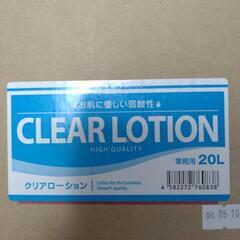 お肌に優しい弱酸性
CLEAR LOTION
HIGH QUALITY
業務用 20L
クリアローション
Lotion for the business.
Smooth quality.
4 582272 760838
06 05 10